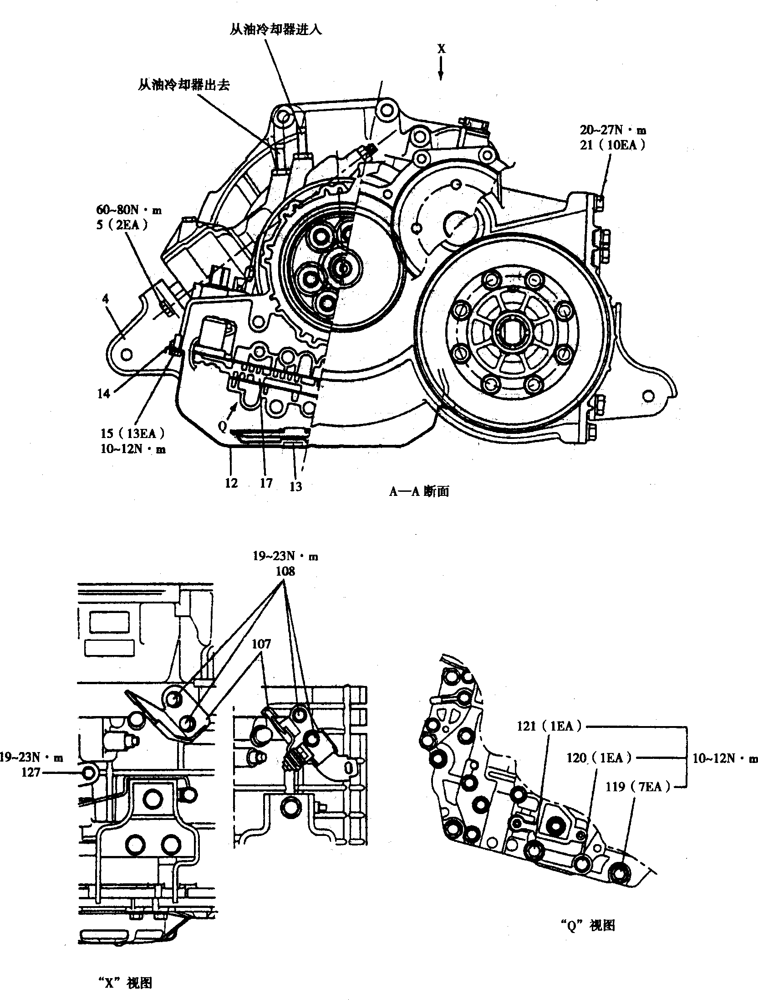 从油冷却器进入
X
从油冷却器出去
20~27N·m
21（10EA）
60~80N·m
5（2EA）
4
14
Q
15（13EA）
10~12N·m
12
17
13
A—A 断面
19~23N·m
108
107
121（1EA）
120（1EA）
10~12N·m
119（7EA）
19~23N·m
127
“Q”视图
“X”视图